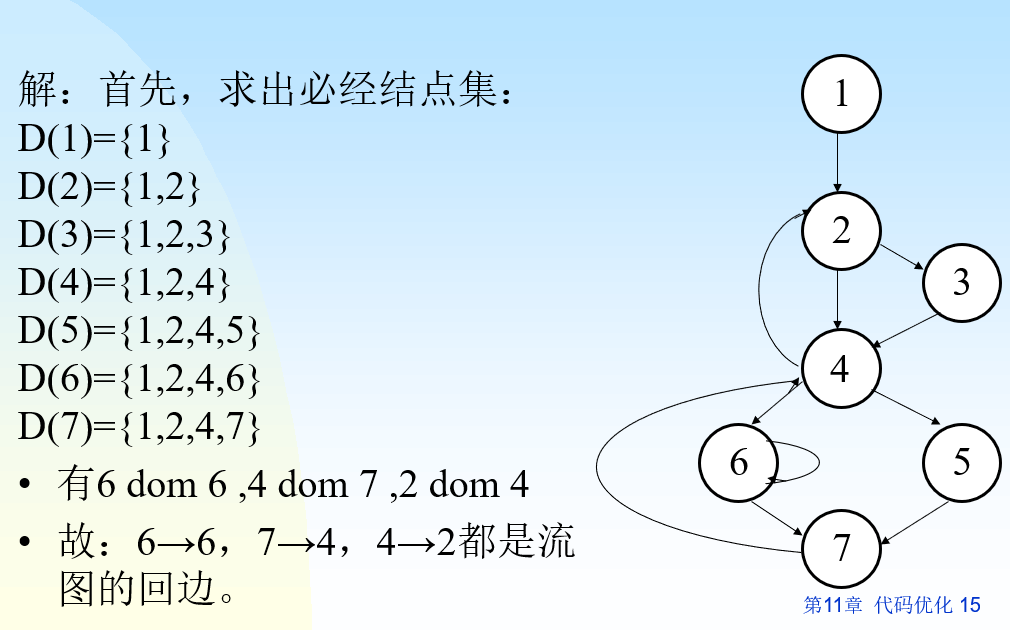 解：首先，求出必经结点集：
D(1)={1}
D(2)={1,2}
D(3)={1,2,3}
D(4)={1,2,4}
D(5)={1,2,4,5}
D(6)={1,2,4,6}
D(7)={1,2,4,7}
• 有6 dom 6 ,4 dom 7 ,2 dom 4
• 故：6→6，7→4，4→2都是流
图的回边。
1
2
3
4
6
5
7
第11章 代码优化 15